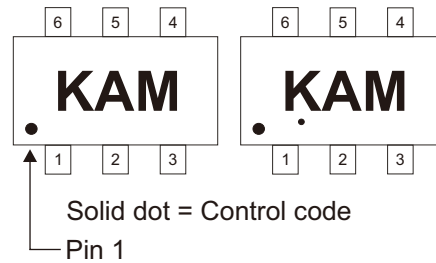 6 5 4 6 5 4
KAM KAM
1 2 3 1 2 3
Solid dot = Control code
Pin 1